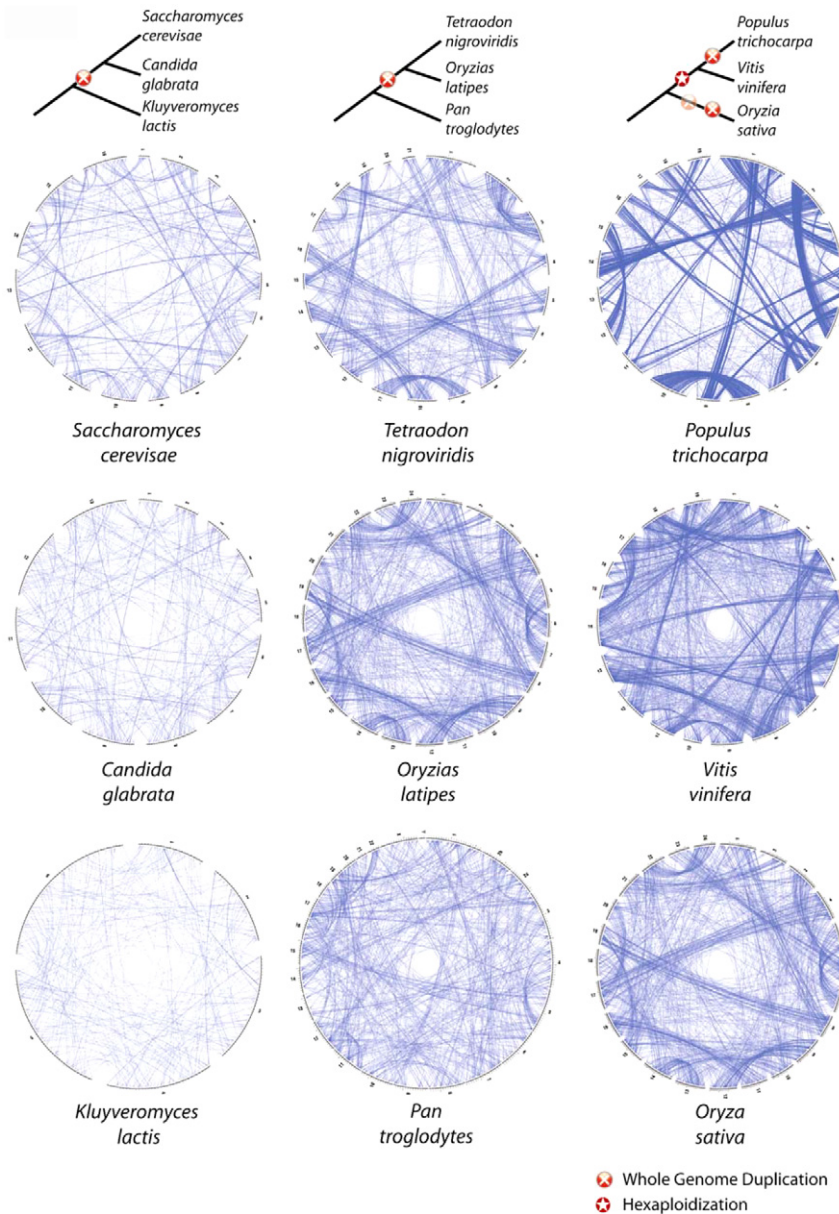 Saccharomyces
cerevisae
Candida
glabrata
Kluyveromyces
lactis
Tetraodon
nigroviridis
Oryzias
latipes
Pan
troglodytes
Populus
trichocarpa
Vitis
vinifera
Oryzia
sativa
Saccharomyces
cerevisae
Tetraodon
nigroviridis
Populus
trichocarpa
Candida
glabrata
Oryzias
latipes
Vitis
vinifera
Kluyveromyces
lactis
Pan
troglodytes
Oryza
sativa
Whole Genome Duplication
Hexaploidization